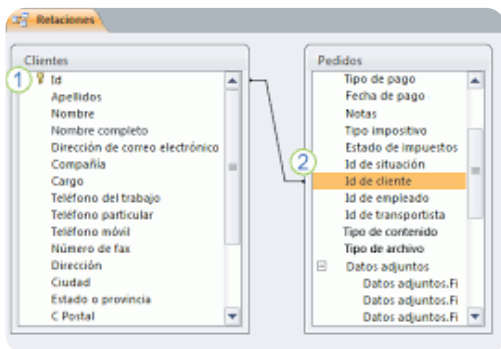 Relaciones
Clientes
1
Id
Apellidos
Nombre
Nombre completo
Dirección de correo electrónico
Compañía
Cargo
Teléfono del trabajo
Teléfono particular
Teléfono móvil
Número de fax
Dirección
Ciudad
Estado o provincia
C Postal
Pedidos
Tipo de pago
Fecha de pago
Notas
Tipo impositivo
Estado de impuestos
2
Id de situación
Id de cliente
Id de empleado
Id de transportista
Tipo de contenido
Tipo de archivo
Datos adjuntos
Datos adjuntos.Fi
Datos adjuntos.Fi
Datos adjuntos.Fi